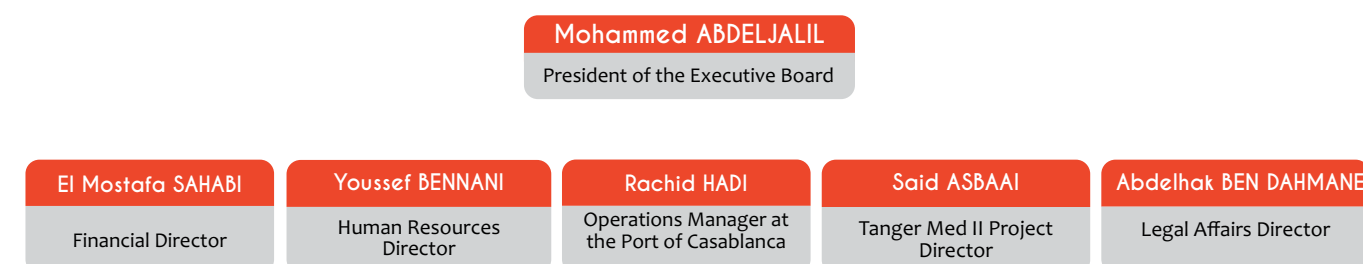 Mohammed ABDELJALIL
President of the Executive Board
El Mostafa SAHABI
Financial Director
Youssef BENNANI
Human Resources
Director
Rachid HADI
Operations Manager at
the Port of Casablanca
Said ASBAAI
Tanger Med II Project
Director
Abdelhak BEN DAHMANE
Legal Affairs Director